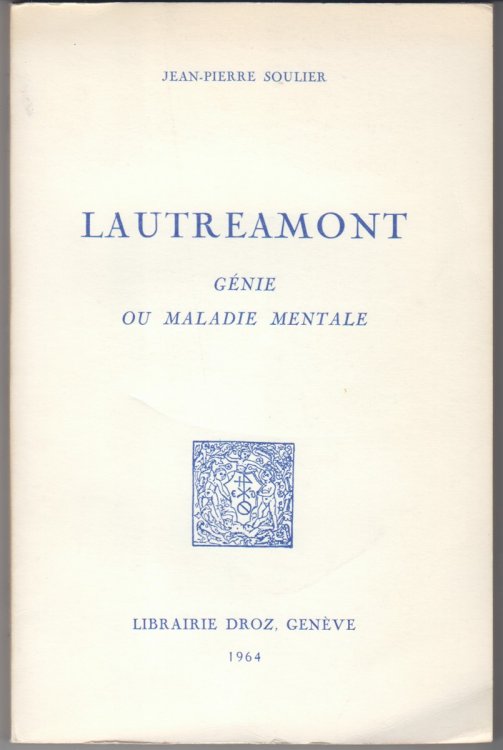 JEAN-PIERRE SOULIER
LAUTREAMONT
GÉNIE
OU MALADIE MENTALE
E D
LIBRAIRIE DROZ, GENÈVE
1964